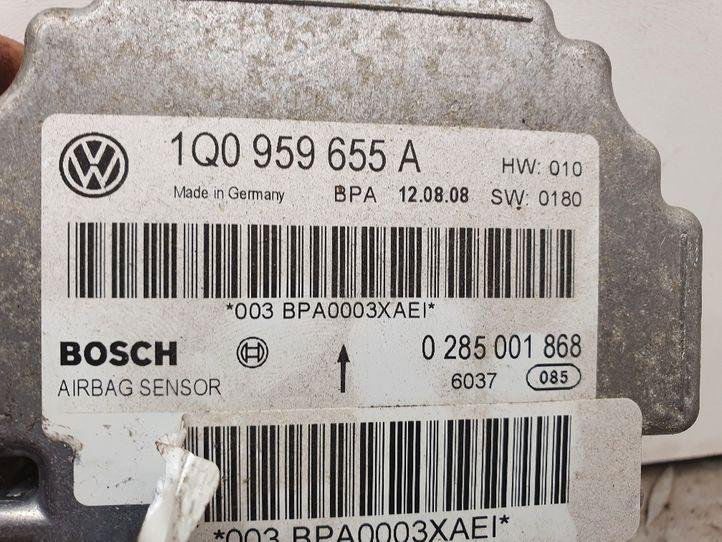 1Q0 959 655 A HW: 010
Made in Germany BPA 12.08.08 SW: 0180
*003 BPA0003XAEI*
BOSCH 0 285 001 868
AIRBAG SENSOR 6037 085
*003 BPA0003XAEI*